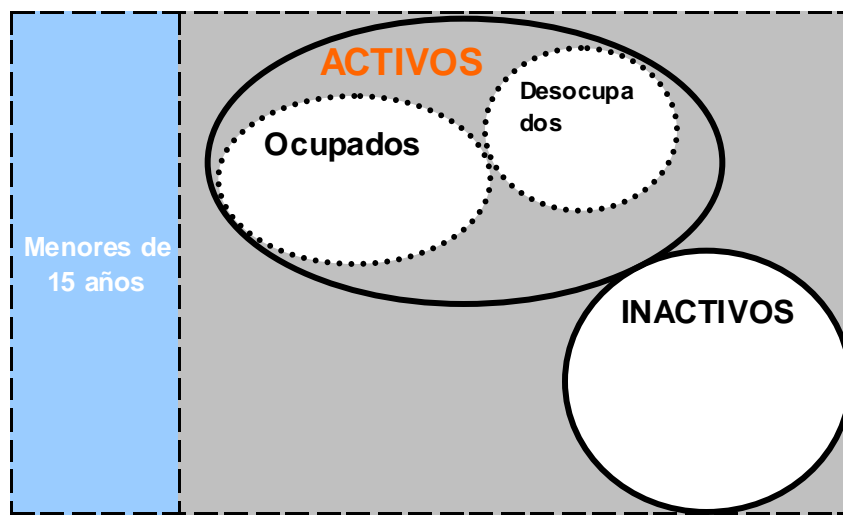 ACTIVOS
Desocupa
dos
Ocupados
Menores de
15 años
INACTIVOS